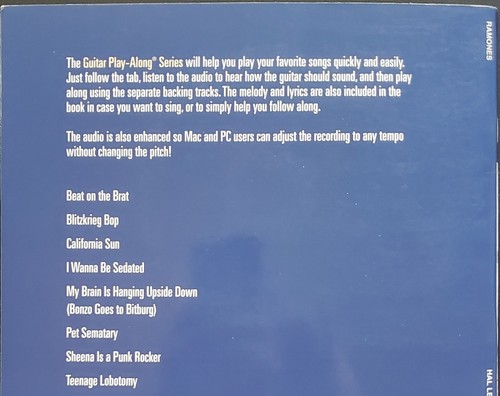 The Guitar Play-Along® Series will help you play your favorite songs quickly and easily.
Just follow the tab, listen to the audio to hear how the guitar should sound, and then play
along using the separate backing tracks. The melody and lyrics are also included in the
book in case you want to sing, or to simply help you follow along.
The audio is also enhanced so Mac and PC users can adjust the recording to any tempo
without changing the pitch!
Beat on the Brat
Blitzkrieg Bop
California Sun
I Wanna Be Sedated
My Brain Is Hanging Upside Down
(Bonzo Goes to Bitburg)
Pet Sematary
Sheena Is a Punk Rocker
Teenage Lobotomy
RAMONES
HAL LE